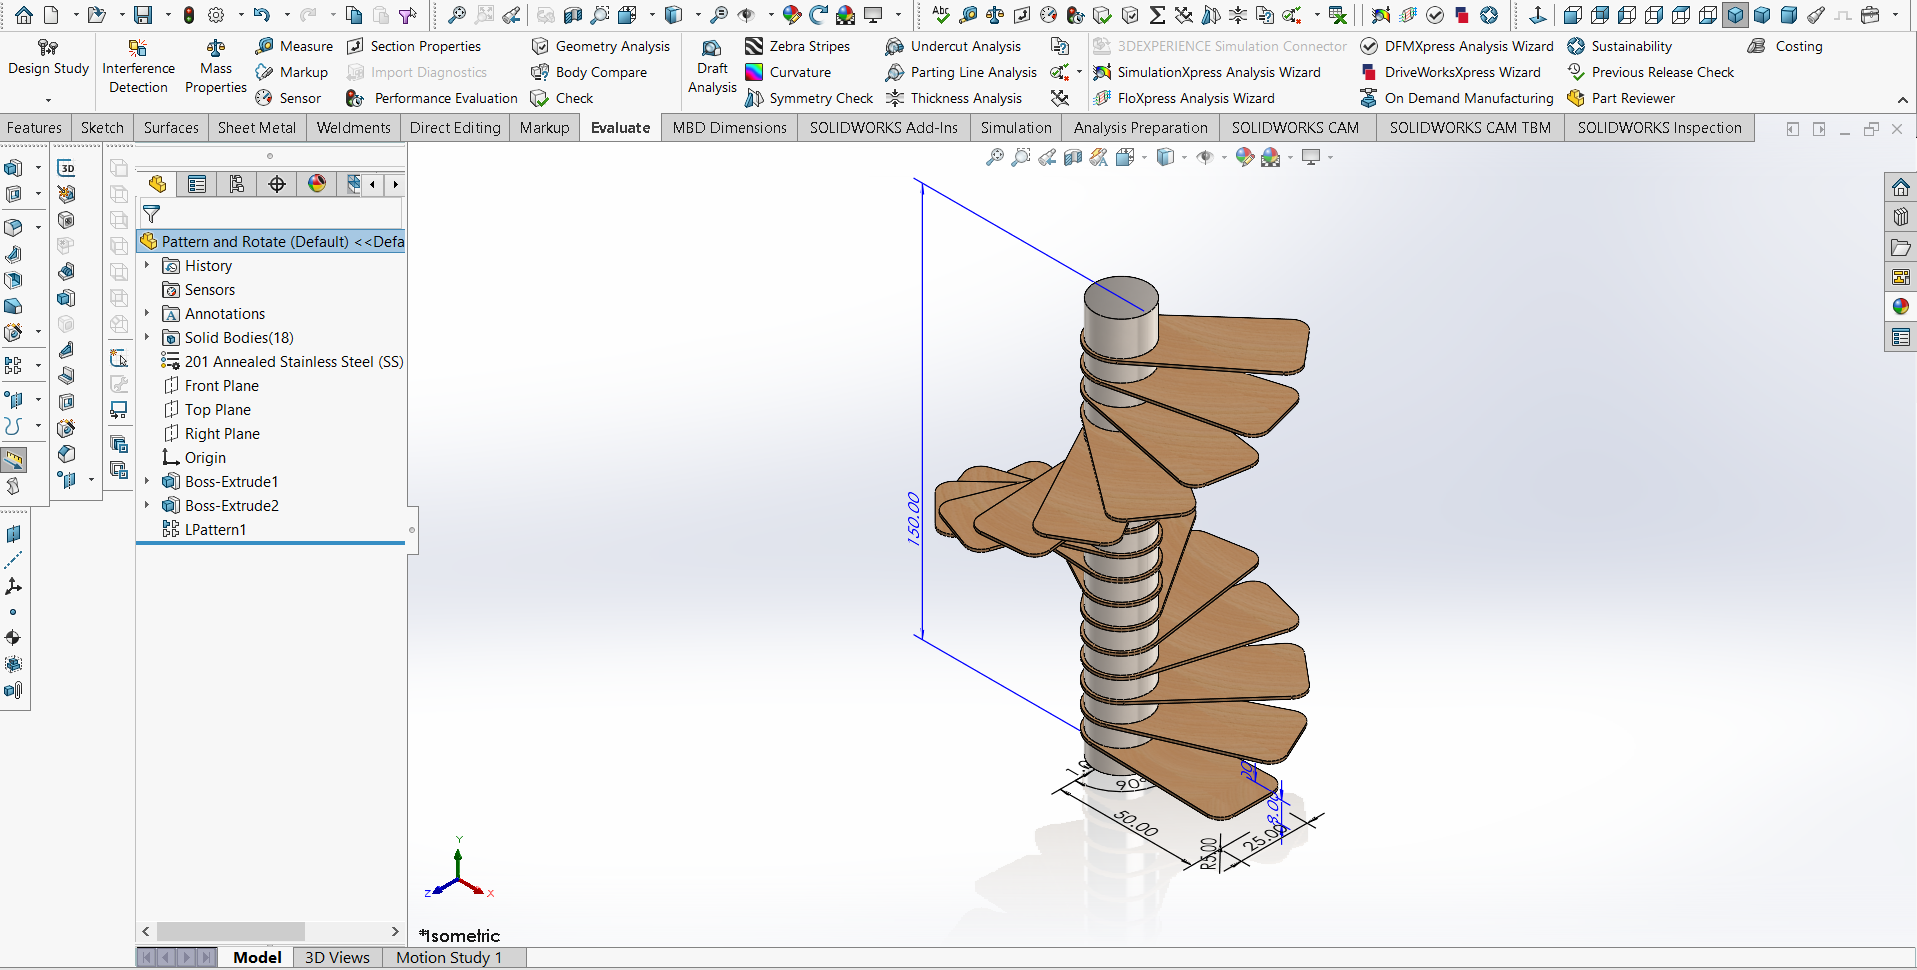 Abc
Design Study
Interference
Detection
Mass
Properties
Measure
Markup
Sensor
Section Properties
Import Diagnostics
Performance Evaluation
Geometry Analysis
Body Compare
Check
Draft
Analysis
Zebra Stripes
Curvature
Symmetry Check
Undercut Analysis
Parting Line Analysis
Thickness Analysis
3DEXPERIENCE Simulation Connector
SimulationXpress Analysis Wizard
FloXpress Analysis Wizard
DFMXpress Analysis Wizard
DriveWorksXpress Wizard
On Demand Manufacturing
Sustainability
Previous Release Check
Part Reviewer
Costing
Features
Sketch
Surfaces
Sheet Metal
Weldments
Direct Editing
Markup
Evaluate
MBD Dimensions
SOLIDWORKS Add-Ins
Simulation
Analysis Preparation
SOLIDWORKS CAM
SOLIDWORKS CAM TBM
SOLIDWORKS Inspection
3D
Pattern and Rotate (Default) <<Defa
History
Sensors
A
Annotations
Solid Bodies(18)
201 Annealed Stainless Steel (SS)
Front Plane
Top Plane
Right Plane
Origin
Boss-Extrude1
Boss-Extrude2
LPattern1
150.00
90°
50.00
R5.00
25.00
8.00
Y
Z
X
*Isometric
Model
3D Views
Motion Study 1